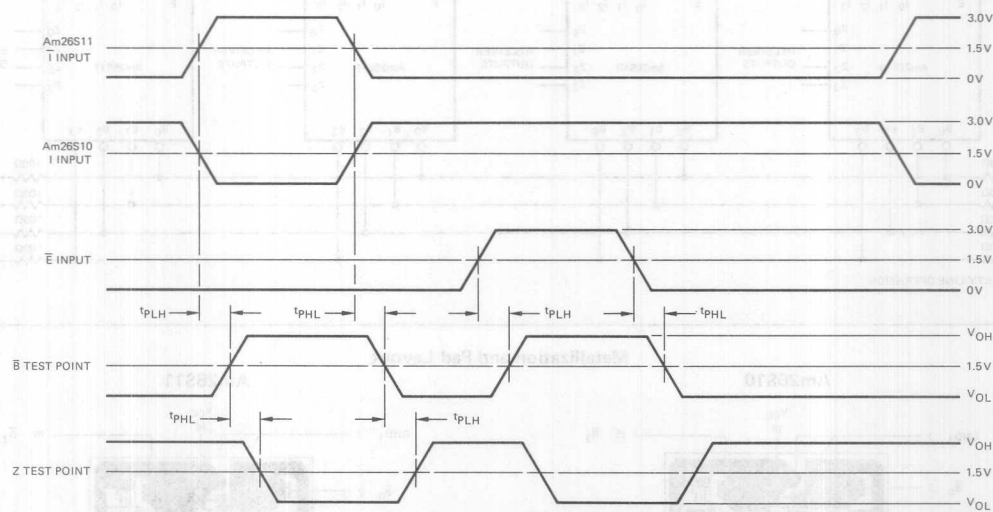 3.0V
Am26S11
Ī INPUT
1.5V
0V
3.0V
Am26S10
I INPUT
1.5V
0V
3.0V
E̅ INPUT
1.5V
0V
tPLH
tPHL
tPLH
tPHL
VOH
B̅ TEST POINT
1.5V
VOL
tPHL
tPLH
VOH
Z TEST POINT
1.5V
VOL
Metallization and Pad Layout
Am26S10
Am26S11